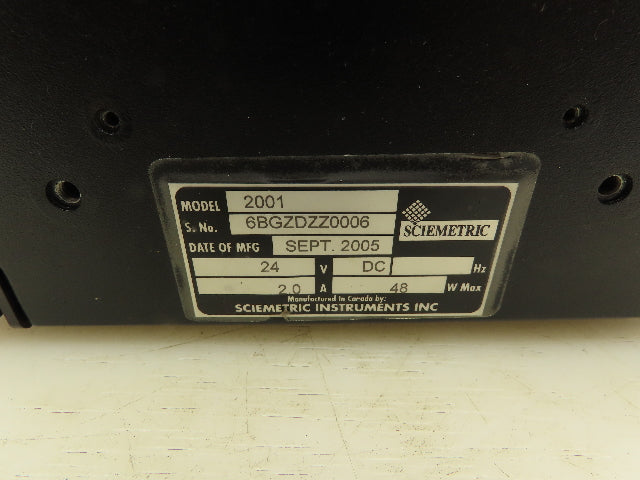 MODEL 2001
S. No. 6BGZDZZ0006
SCIEMETRIC
DATE OF MFG SEPT. 2005
24 V DC Hz
2.0 A 48 W Max
Manufactured in Canada by:
SCIEMETRIC INSTRUMENTS INC